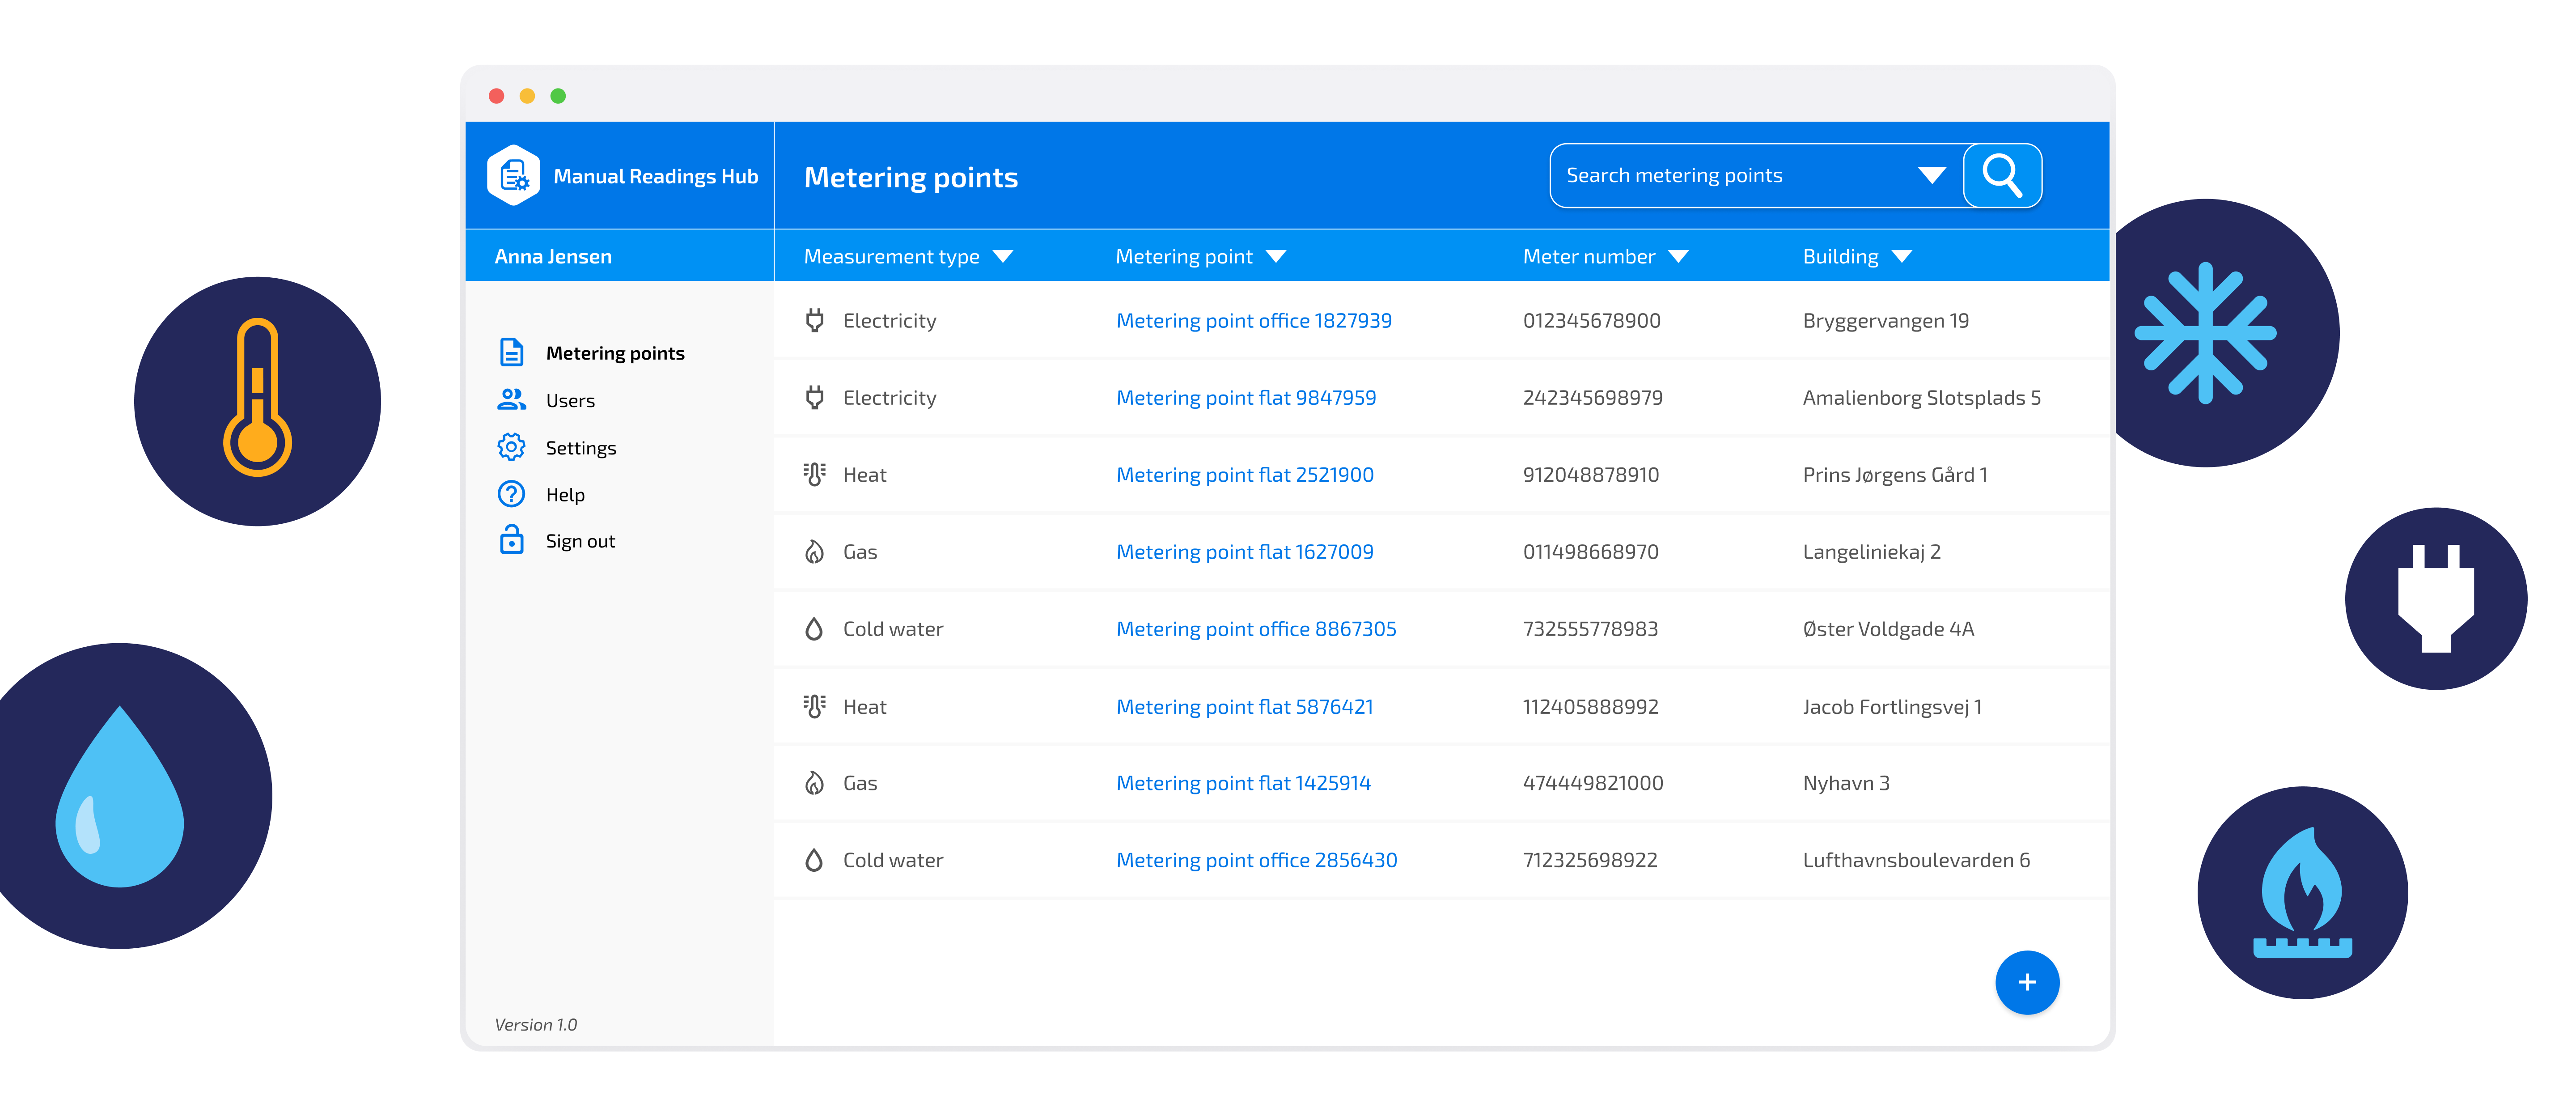 Manual Readings Hub
Metering points
Search metering points
Anna Jensen
Measurement type Metering point Meter number Building
Metering points
Users
Settings
Help
Sign out
Electricity Metering point office 1827939 012345678900 Bryggervangen 19
Electricity Metering point flat 9847959 242345698979 Amalienborg Slotsplads 5
Heat Metering point flat 2521900 912048878910 Prins Jørgens Gård 1
Gas Metering point flat 1627009 011498668970 Langeliniekaj 2
Cold water Metering point office 8867305 732555778983 Øster Voldgade 4A
Heat Metering point flat 5876421 112405888992 Jacob Fortlingsvej 1
Gas Metering point flat 1425914 474449821000 Nyhavn 3
Cold water Metering point office 2856430 712325698922 Lufthavnsboulevarden 6
Version 1.0